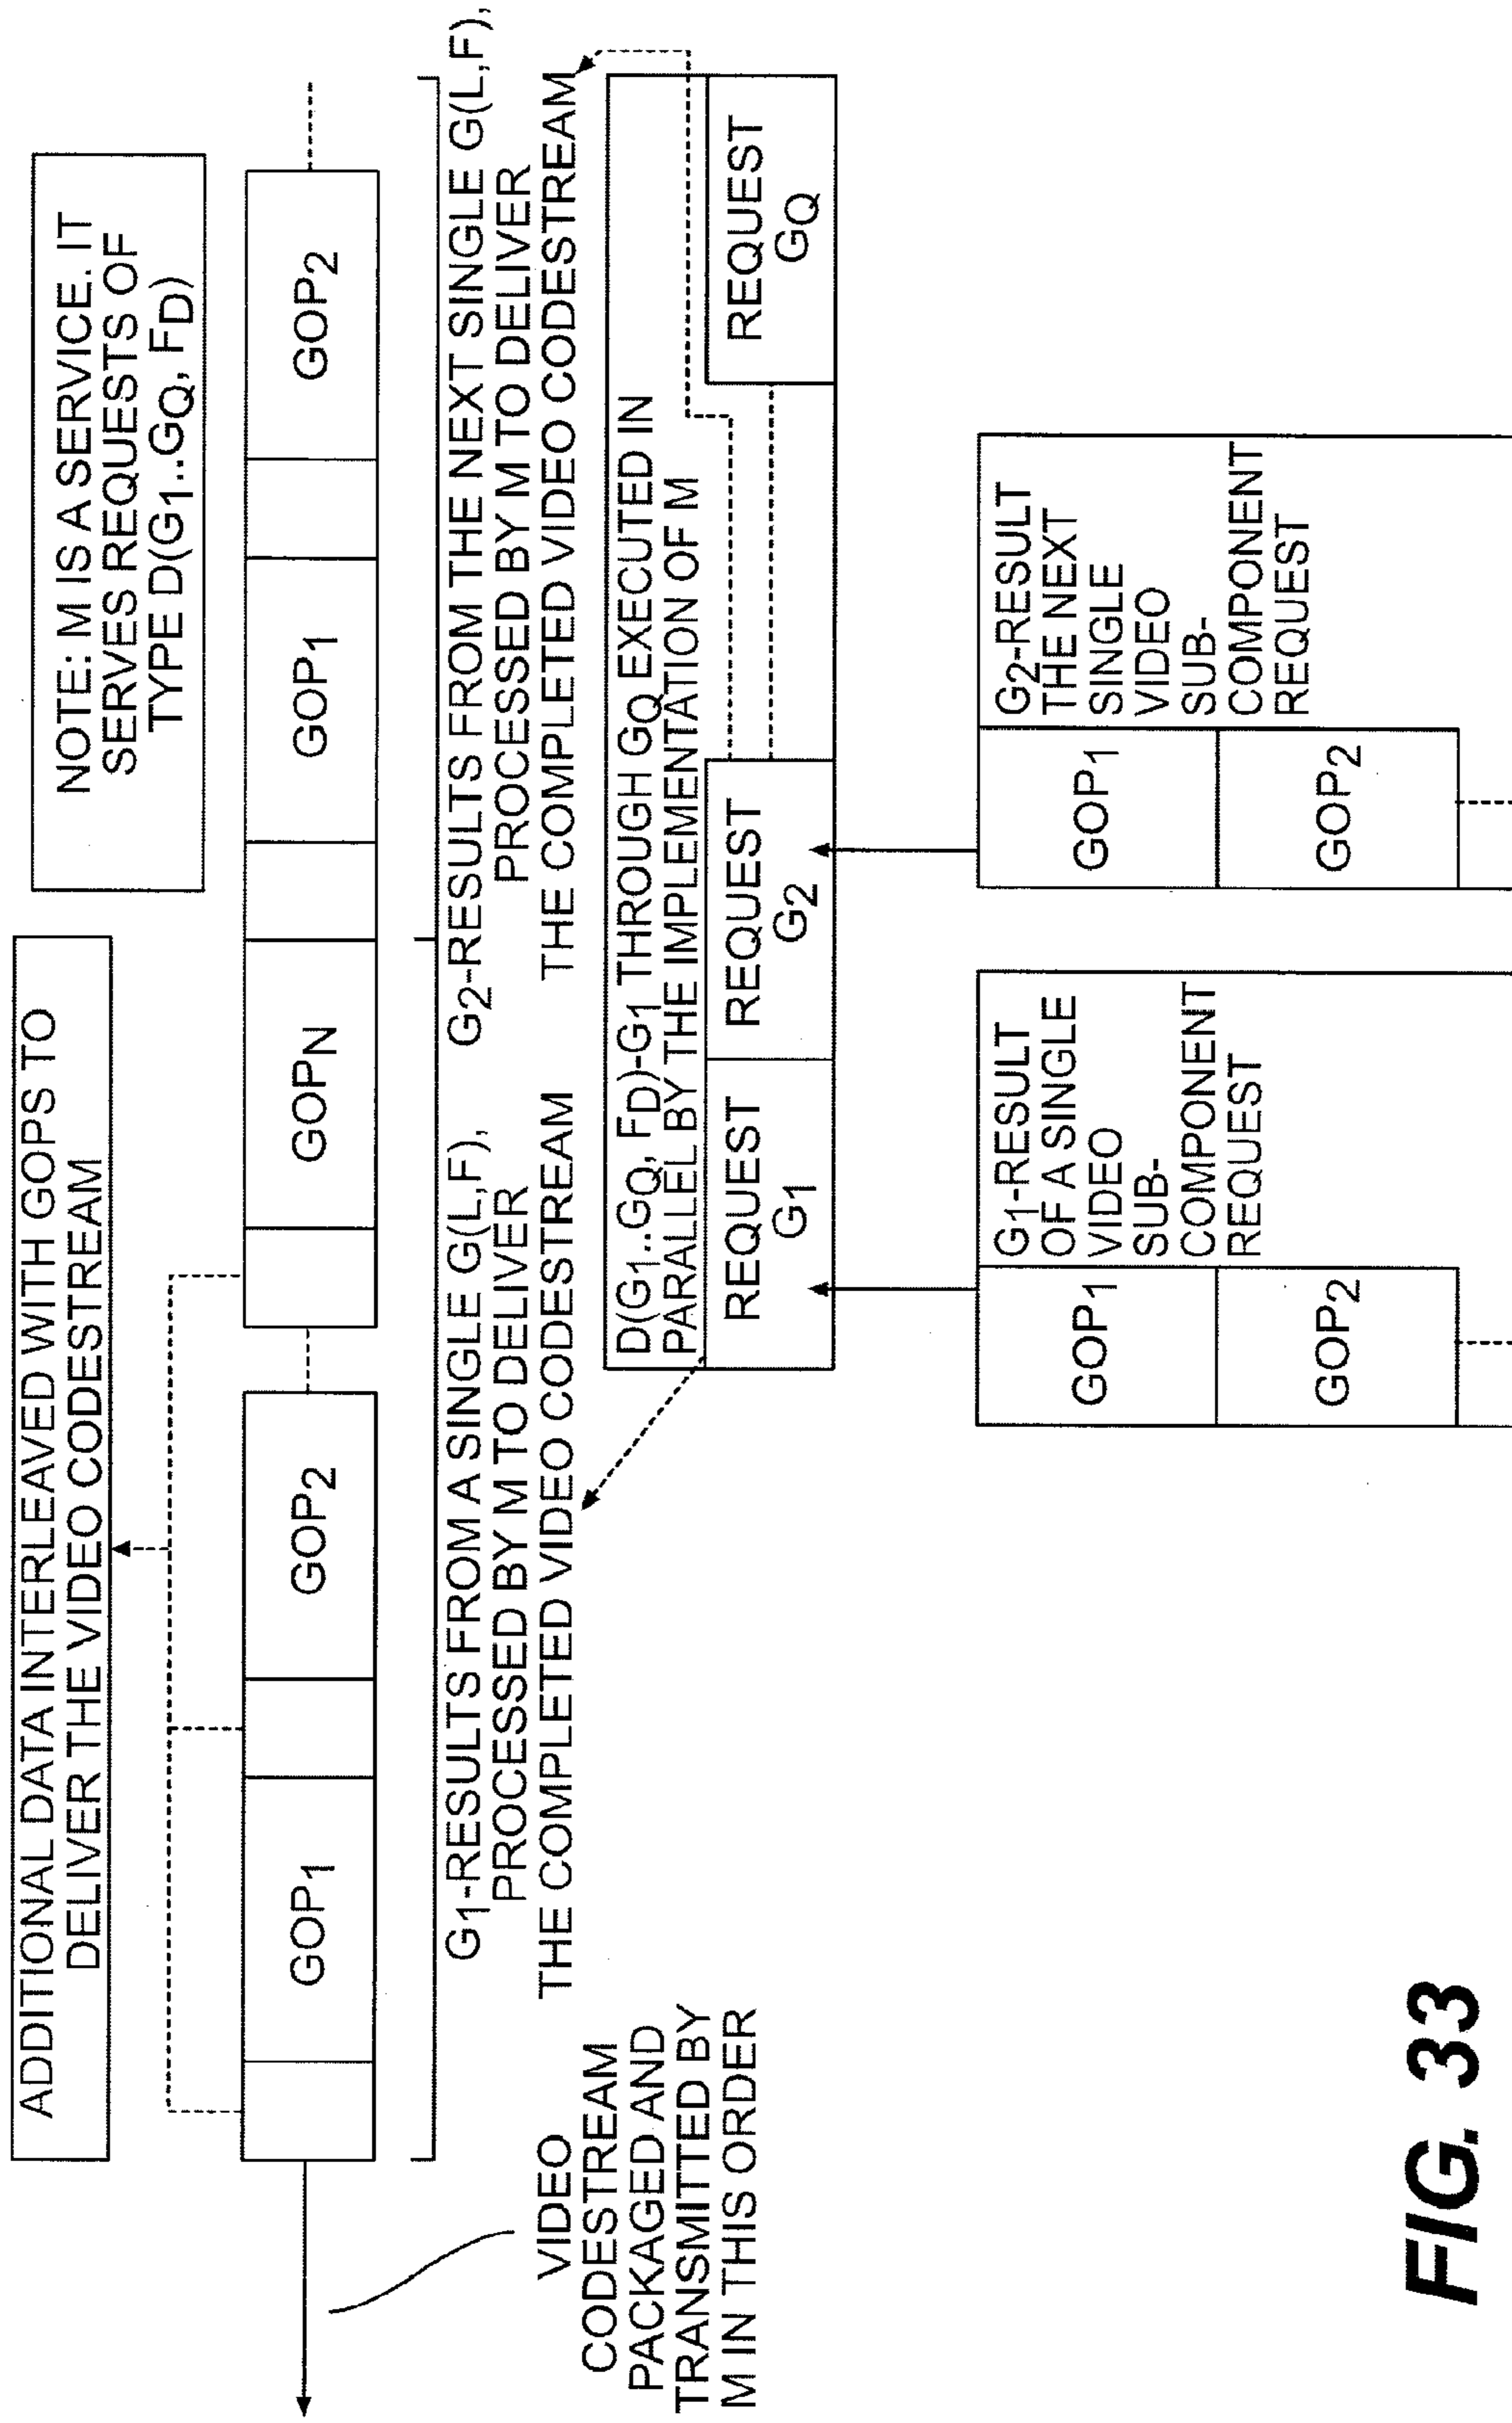 ADDITIONAL DATA INTERLEAVED WITH GOPS TO
DELIVER THE VIDEO CODESTREAM
NOTE: M IS A SERVICE. IT
SERVES REQUESTS OF
TYPE D(G1..GQ, FD)
GOP1
GOP2
GOPN
GOP1
GOP2
VIDEO
CODESTREAM
PACKAGED AND
TRANSMITTED BY
M IN THIS ORDER
G1-RESULTS FROM A SINGLE G(L,F),
PROCESSED BY M TO DELIVER
THE COMPLETED VIDEO CODESTREAM
G2-RESULTS FROM THE NEXT SINGLE G(L,F),
PROCESSED BY M TO DELIVER
THE COMPLETED VIDEO CODESTREAM
D(G1..GQ, FD)-G1 THROUGH GQ EXECUTED IN
PARALLEL BY THE IMPLEMENTATION OF M
REQUEST
G1
REQUEST
G2
REQUEST
GQ
GOP1
GOP2
G1-RESULT
OF A SINGLE
VIDEO
SUB-
COMPONENT
REQUEST
GOP1
GOP2
G2-RESULT
THE NEXT
SINGLE
VIDEO
SUB-
COMPONENT
REQUEST
FIG. 33